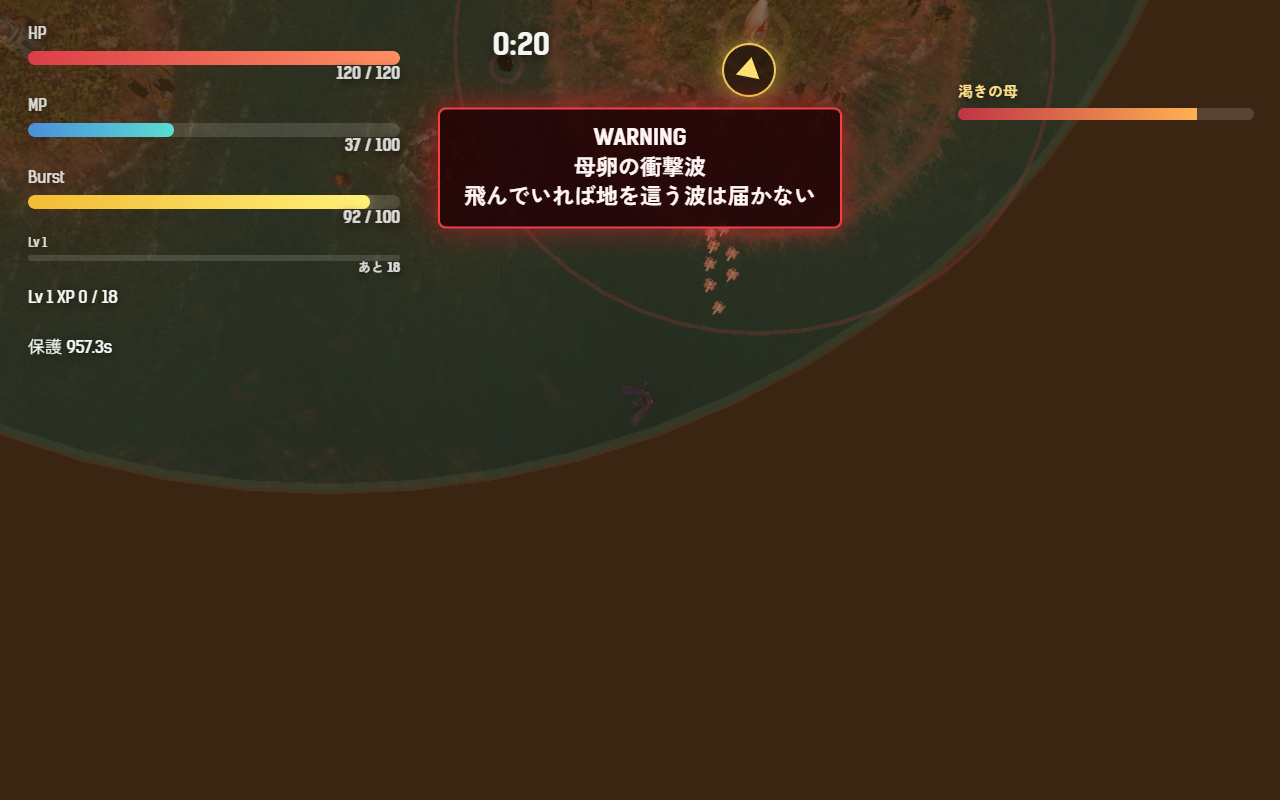 HP
120 / 120
MP
37 / 100
Burst
92 / 100
Lv 1
あと 18
Lv 1 XP 0 / 18
保護 957.3s
0:20
WARNING
母卵の衝撃波
飛んでいれば地を這う波は届かない
渇きの母